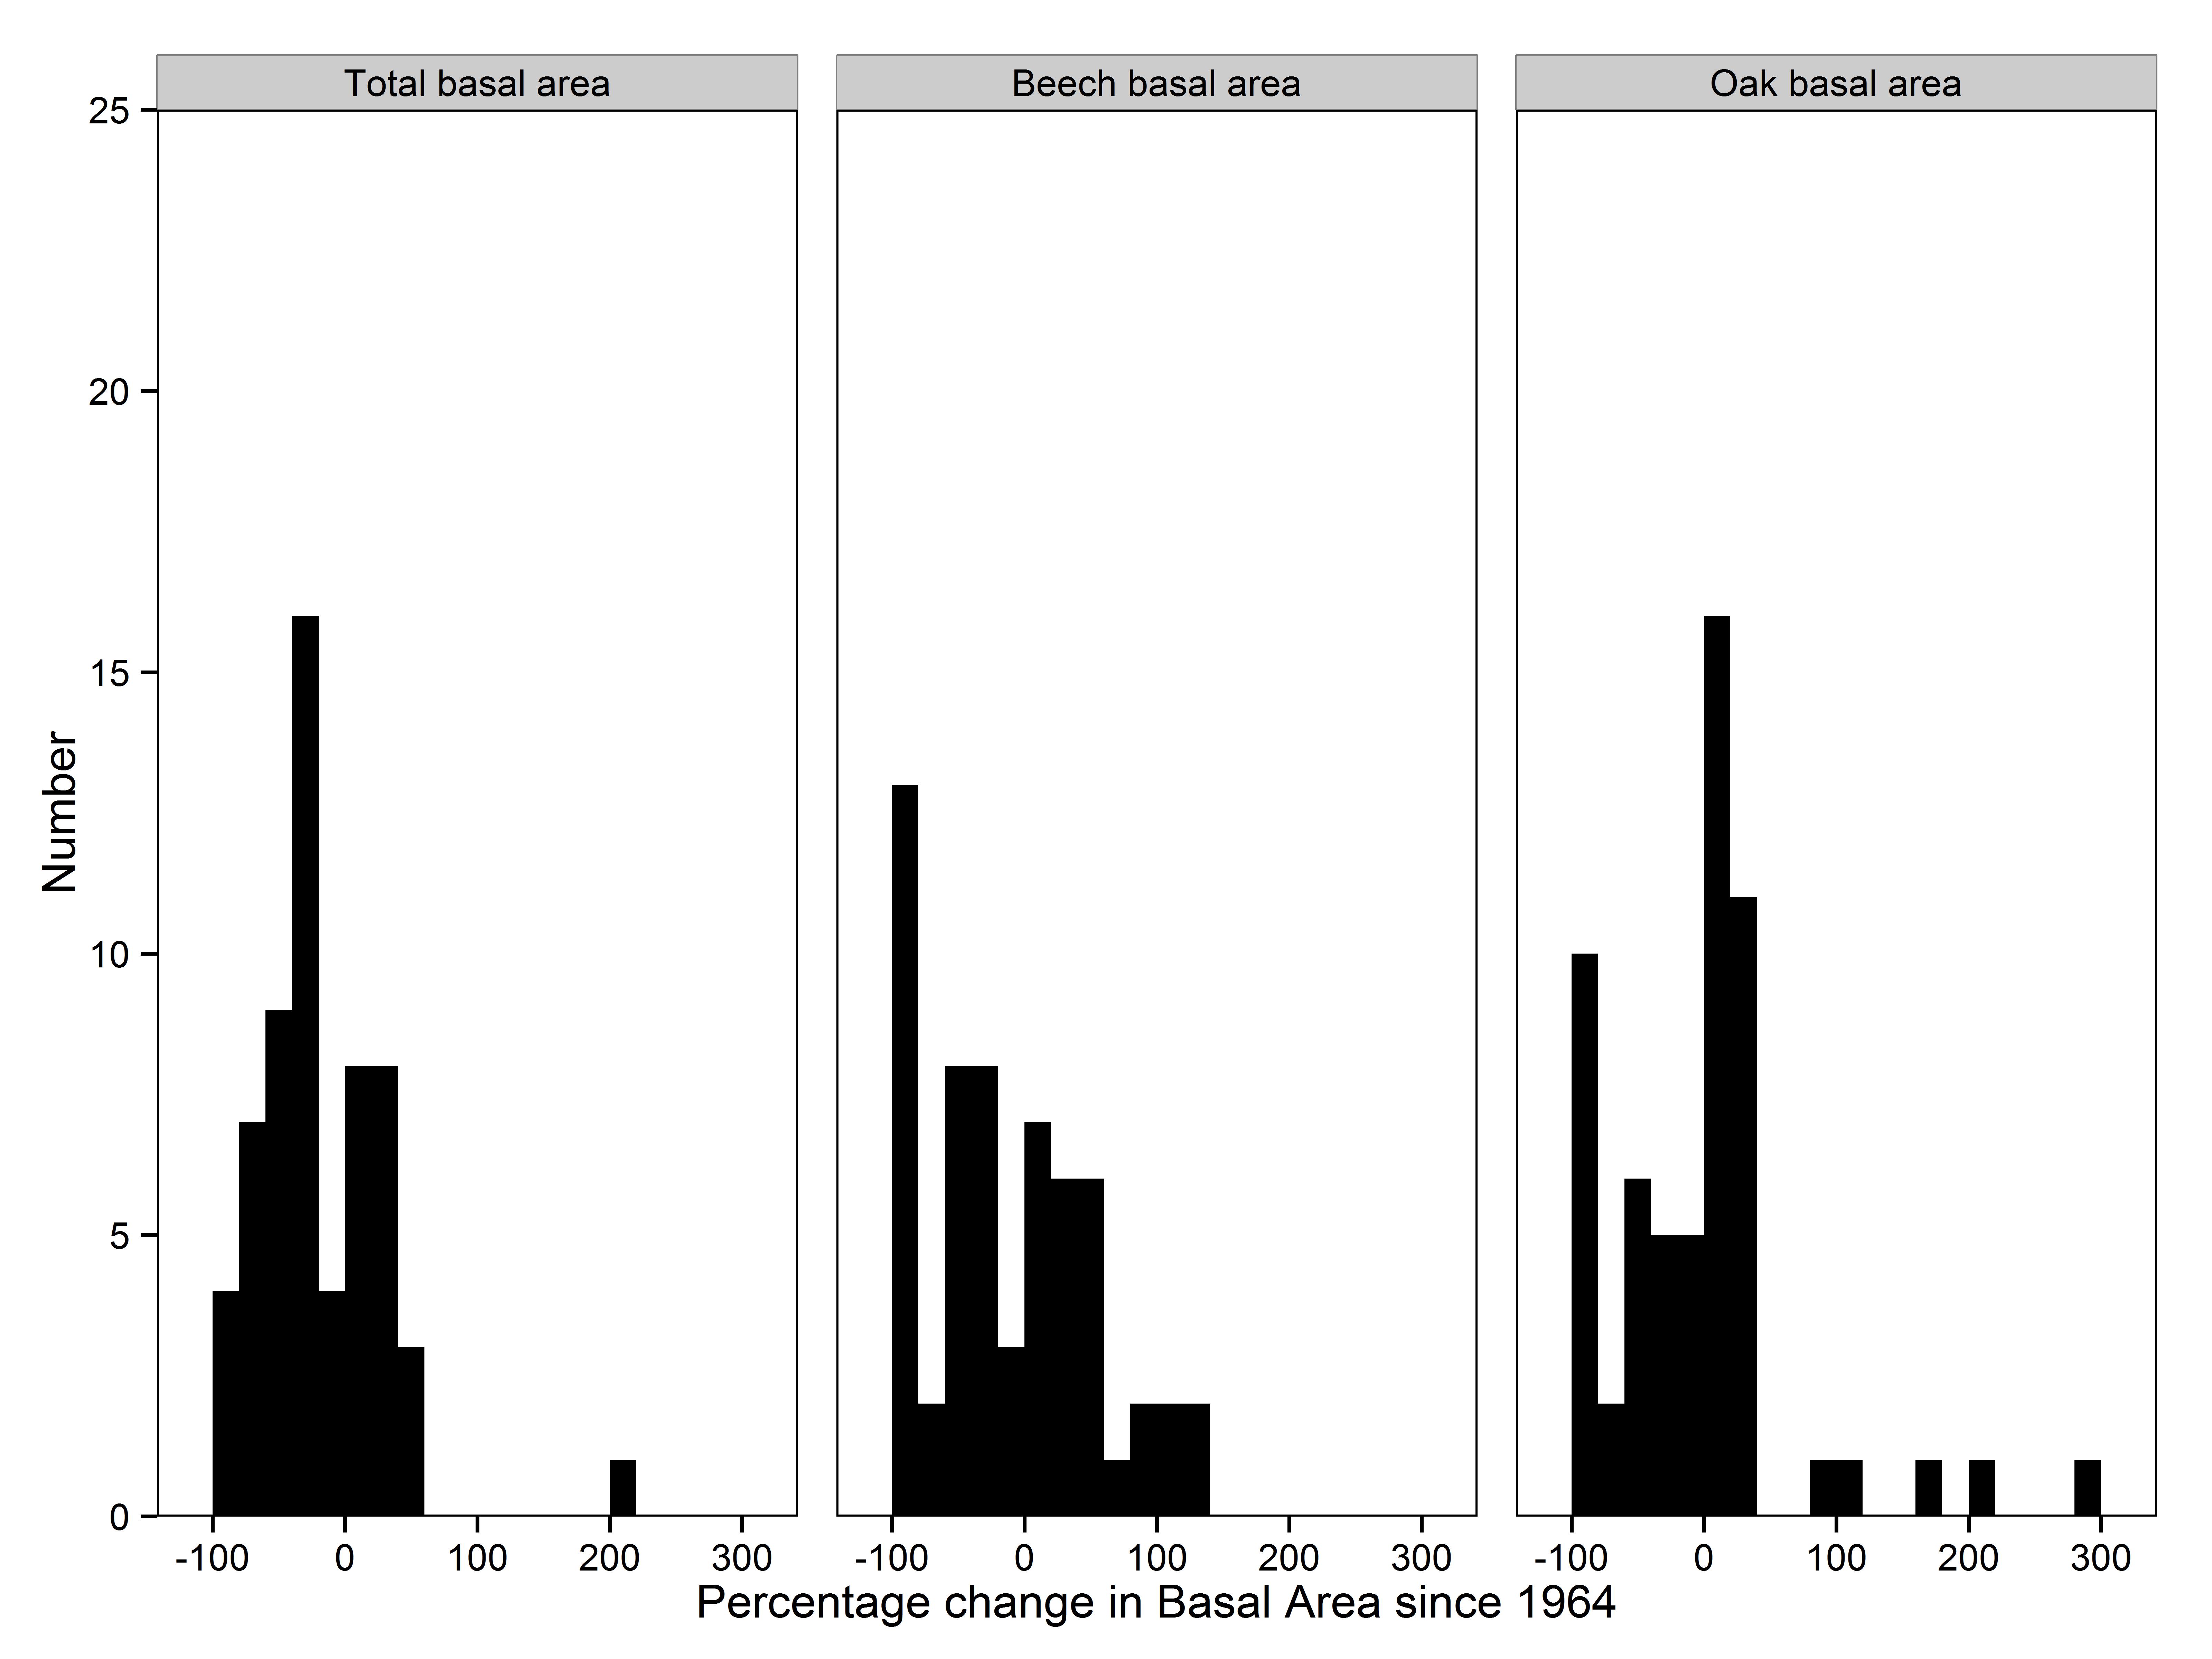 Total basal area
Beech basal area
Oak basal area
25
20
15
10
5
0
Number
-100 0 100 200 300
-100 0 100 200 300
-100 0 100 200 300
Percentage change in Basal Area since 1964